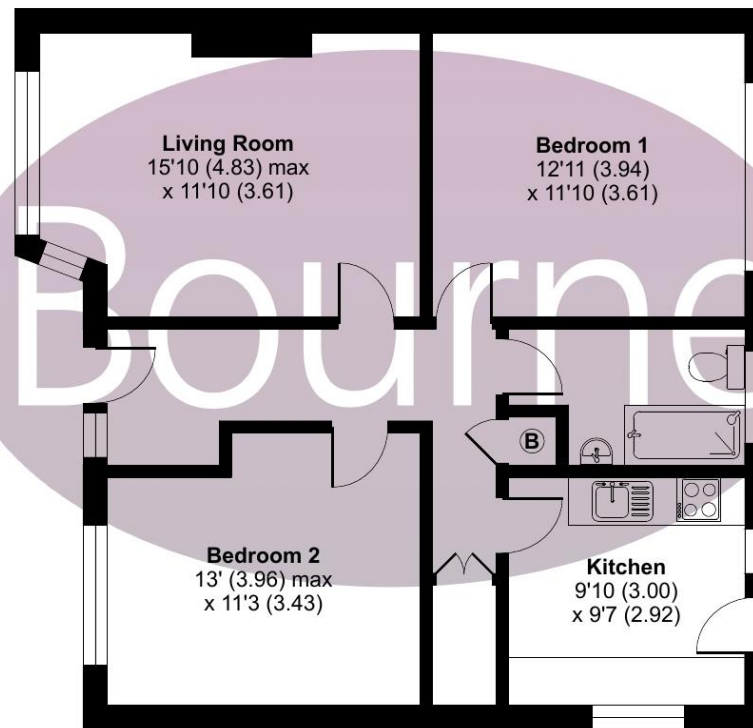 Living Room
15'10 (4.83) max
x 11'10 (3.61)
Bedroom 1
12'11 (3.94)
x 11'10 (3.61)
Bourne
B
Bedroom 2
13' (3.96) max
x 11'3 (3.43)
Kitchen
9'10 (3.00)
x 9'7 (2.92)